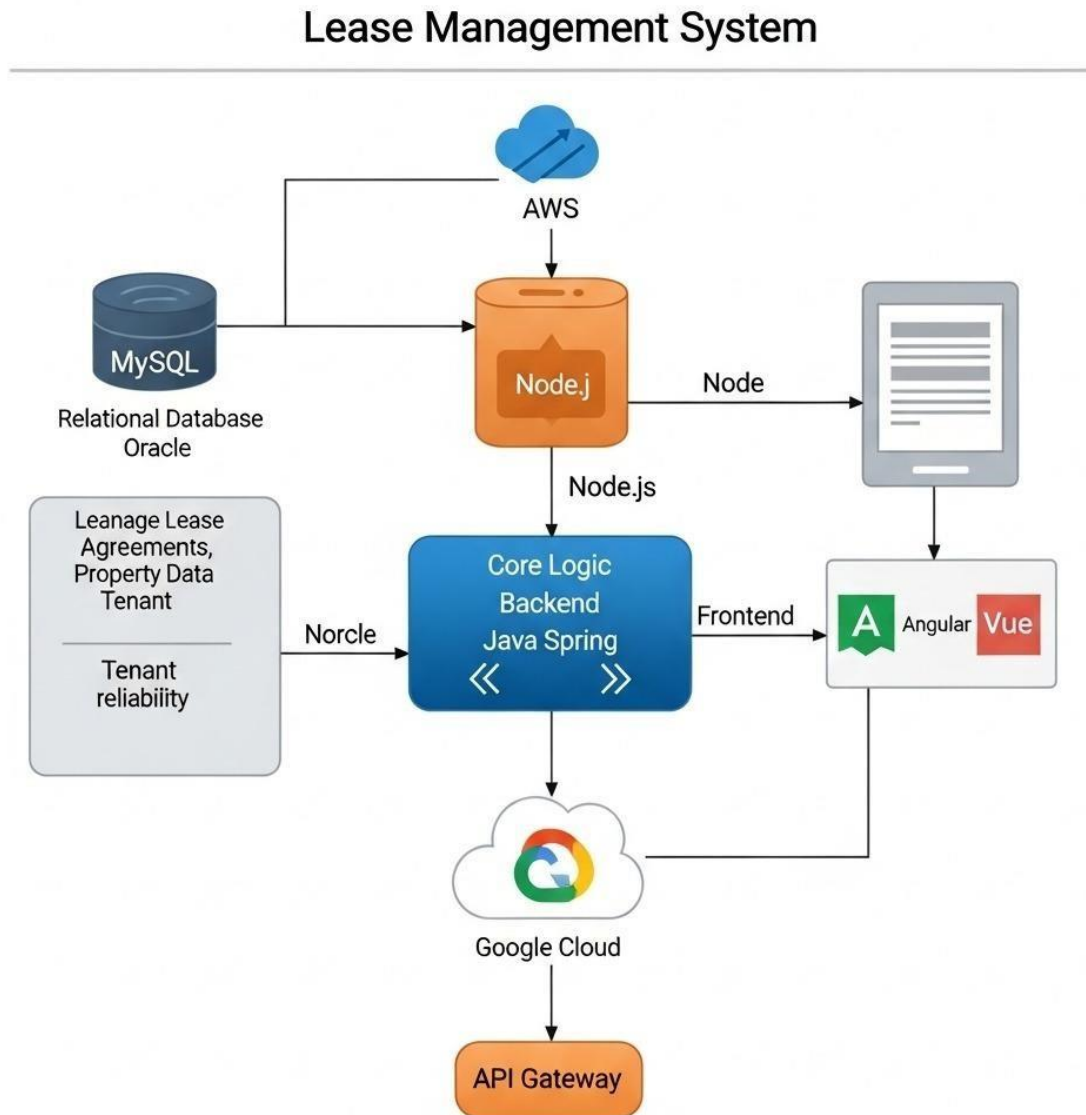 Lease Management System
AWS
MySQL
Relational Database
Oracle
Node.j
Node
Node.js
Leanage Lease
Agreements,
Property Data
Tenant
Tenant
reliability
Norcle
Core Logic
Backend
Java Spring
Frontend
A
Angular
Vue
Google Cloud
API Gateway